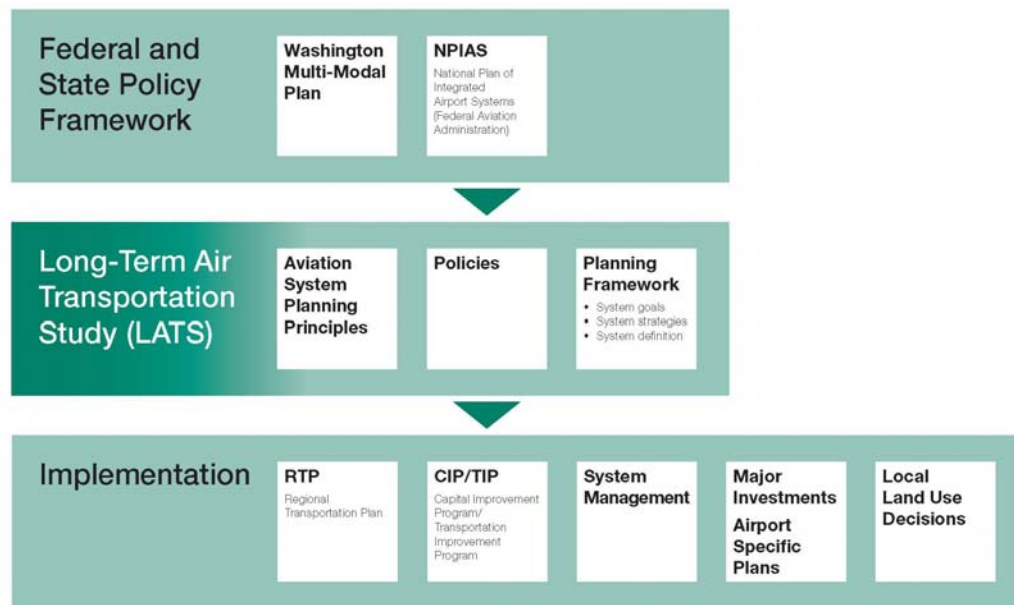 Federal and
State Policy
Framework
Washington
Multi-Modal
Plan
NPIAS
National Plan of
Integrated
Airport Systems
(Federal Aviation
Administration)
Long-Term Air
Transportation
Study (LATS)
Aviation
System
Planning
Principles
Policies
Planning
Framework
• System goals
• System strategies
• System definition
Implementation
RTP
Regional
Transportation Plan
CIP/TIP
Capital Improvement
Program/
Transportation
Improvement
Program
System
Management
Major
Investments
Airport
Specific
Plans
Local
Land Use
Decisions